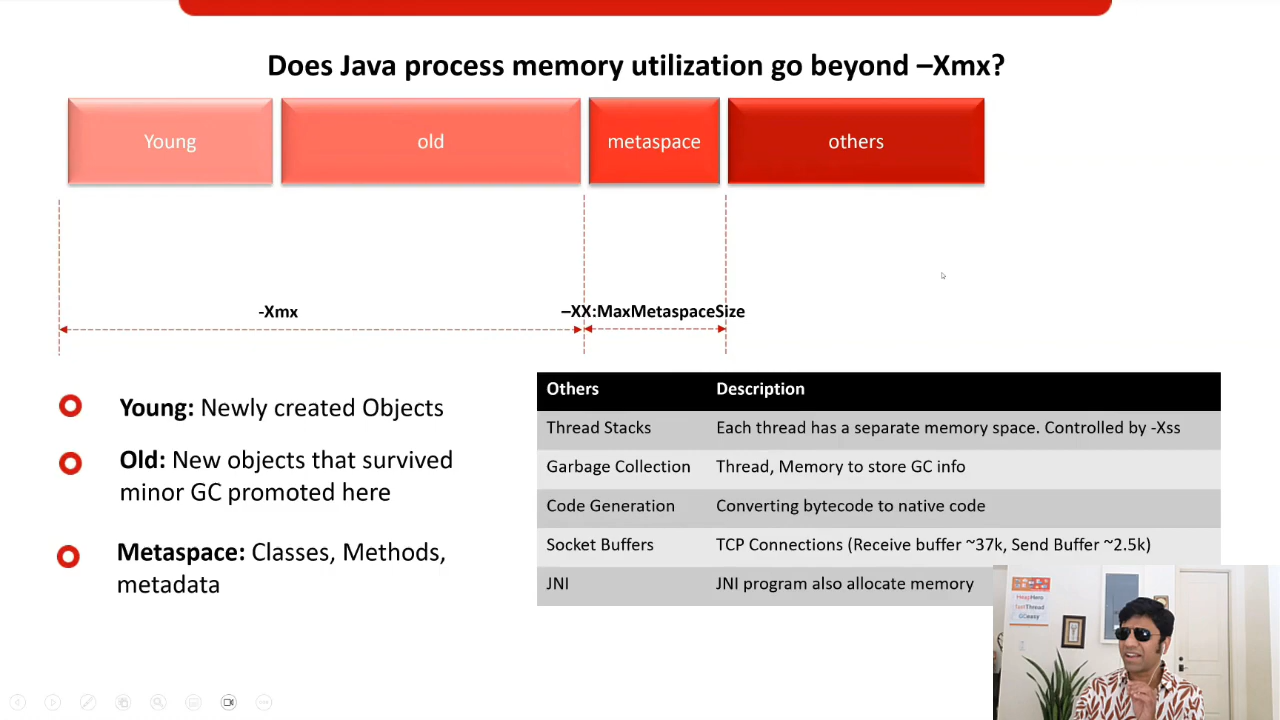 Does Java process memory utilization go beyond –Xmx?
Young
old
metaspace
others
-Xmx
–XX:MaxMetaspaceSize
Young: Newly created Objects
Old: New objects that survived
minor GC promoted here
Metaspace: Classes, Methods,
metadata
Others Description
Thread Stacks Each thread has a separate memory space. Controlled by -Xss
Garbage Collection Thread, Memory to store GC info
Code Generation Converting bytecode to native code
Socket Buffers TCP Connections (Receive buffer ~37k, Send Buffer ~2.5k)
JNI JNI program also allocate memory
HeapHero
fastThread
GCeasy